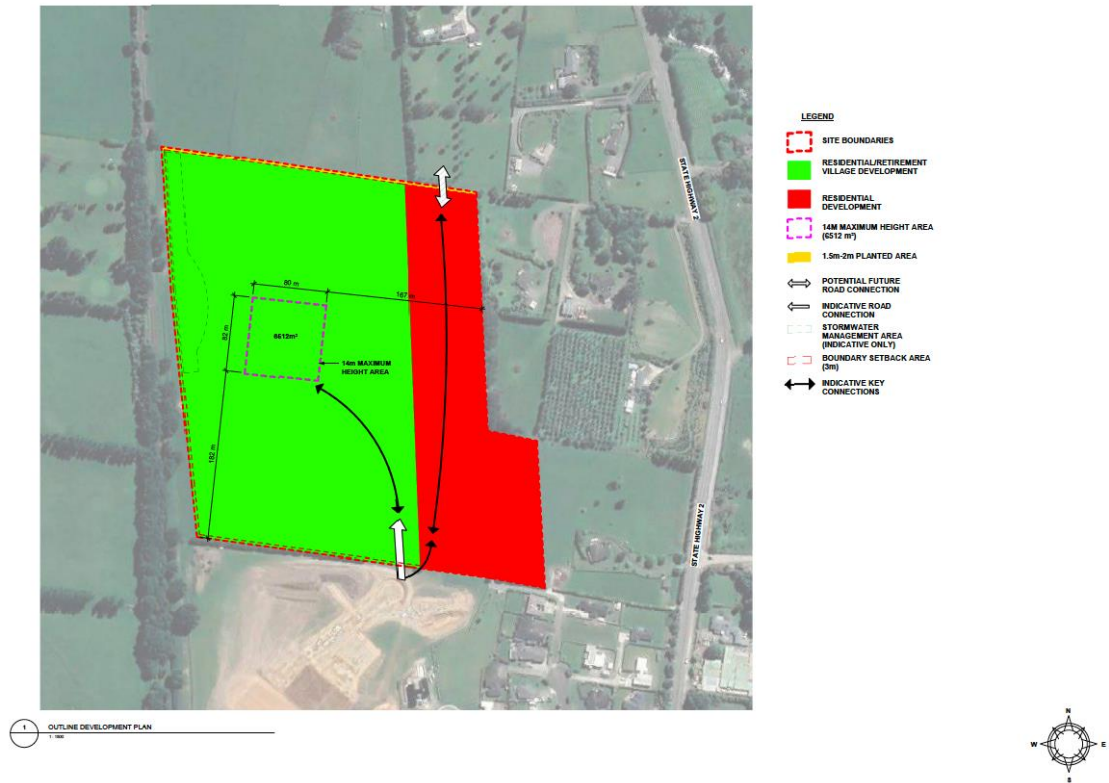 LEGEND
SITE BOUNDARIES
RESIDENTIAL/RETIREMENT
VILLAGE DEVELOPMENT
RESIDENTIAL
DEVELOPMENT
14M MAXIMUM HEIGHT AREA
(6512 m²)
1.5m-2m PLANTED AREA
POTENTIAL FUTURE
ROAD CONNECTION
INDICATIVE ROAD
CONNECTION
STORMWATER
MANAGEMENT AREA
(INDICATIVE ONLY)
BOUNDARY SETBACK AREA
(3m)
INDICATIVE KEY
CONNECTIONS
STATE HIGHWAY 2
80 m
167 m
82 m
6512m²
14m MAXIMUM
HEIGHT AREA
182 m
STATE HIGHWAY 2
1
OUTLINE DEVELOPMENT PLAN
N
W
E
S